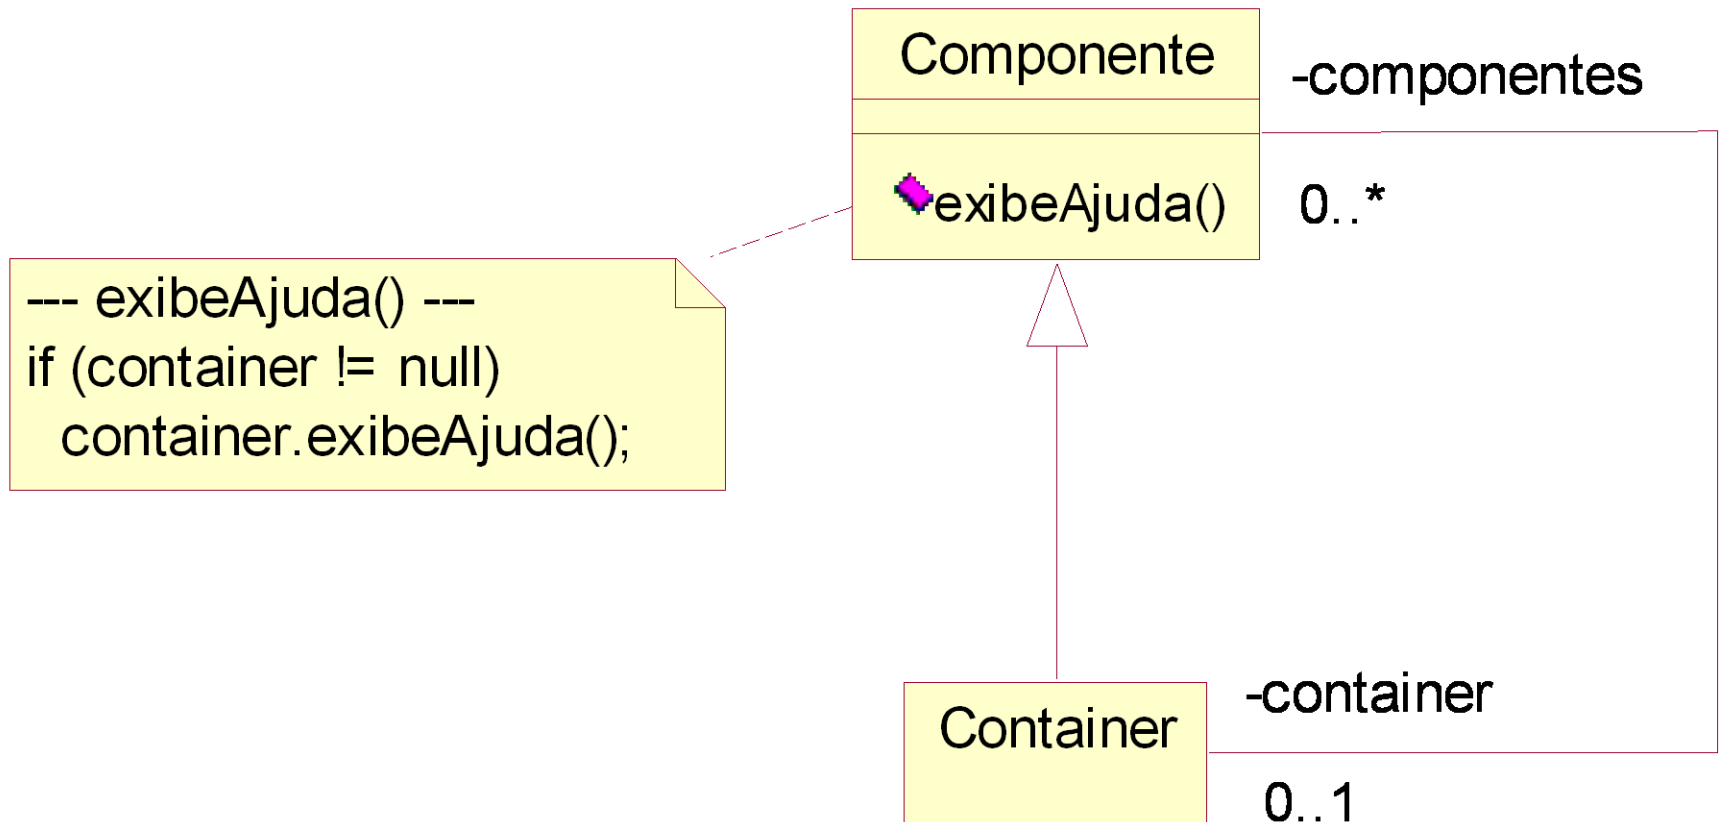 Componente
-componentes
exibeAjuda()
0..*
--- exibeAjuda() ---
if (container != null)
container.exibeAjuda();
-container
Container
0..1